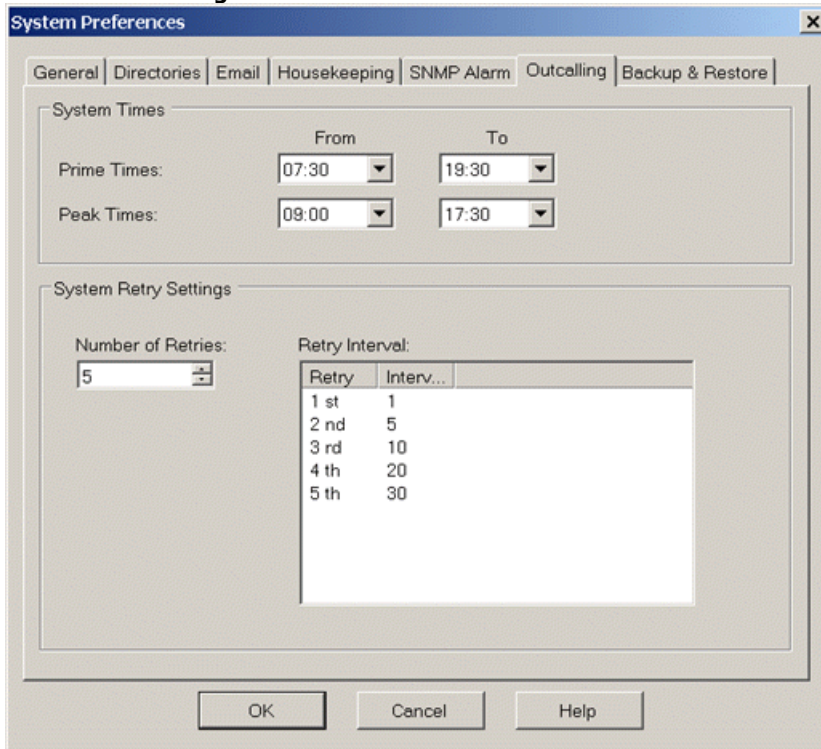 System Preferences
General Directories Email Housekeeping SNMP Alarm Outcalling Backup & Restore
System Times
From To
Prime Times: 07:30 19:30
Peak Times: 09:00 17:30
System Retry Settings
Number of Retries: Retry Interval:
5
Retry Interv...
1 st 1
2 nd 5
3 rd 10
4 th 20
5 th 30
OK Cancel Help